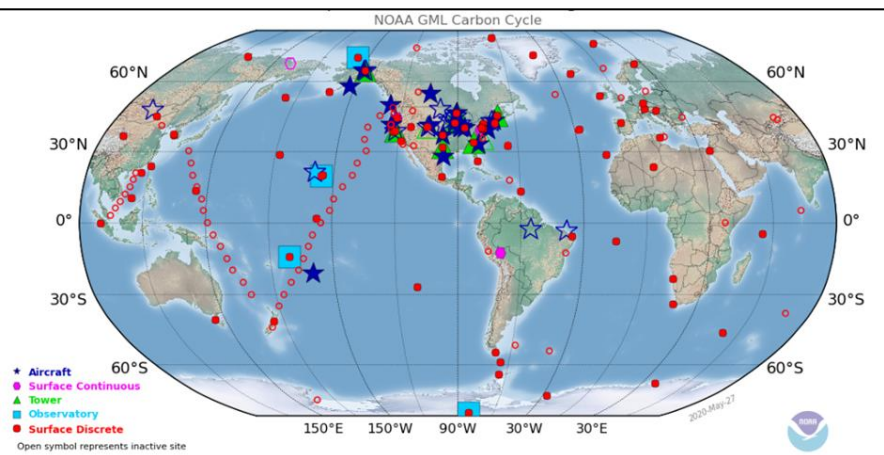 NOAA GML Carbon Cycle
60°N
60°N
30°N
30°N
0°
0°
30°S
30°S
60°S
60°S
Aircraft
Surface Continuous
Tower
Observatory
Surface Discrete
Open symbol represents inactive site
150°E 150°W 90°W 30°W 30°E
2020-May-27
NOAA